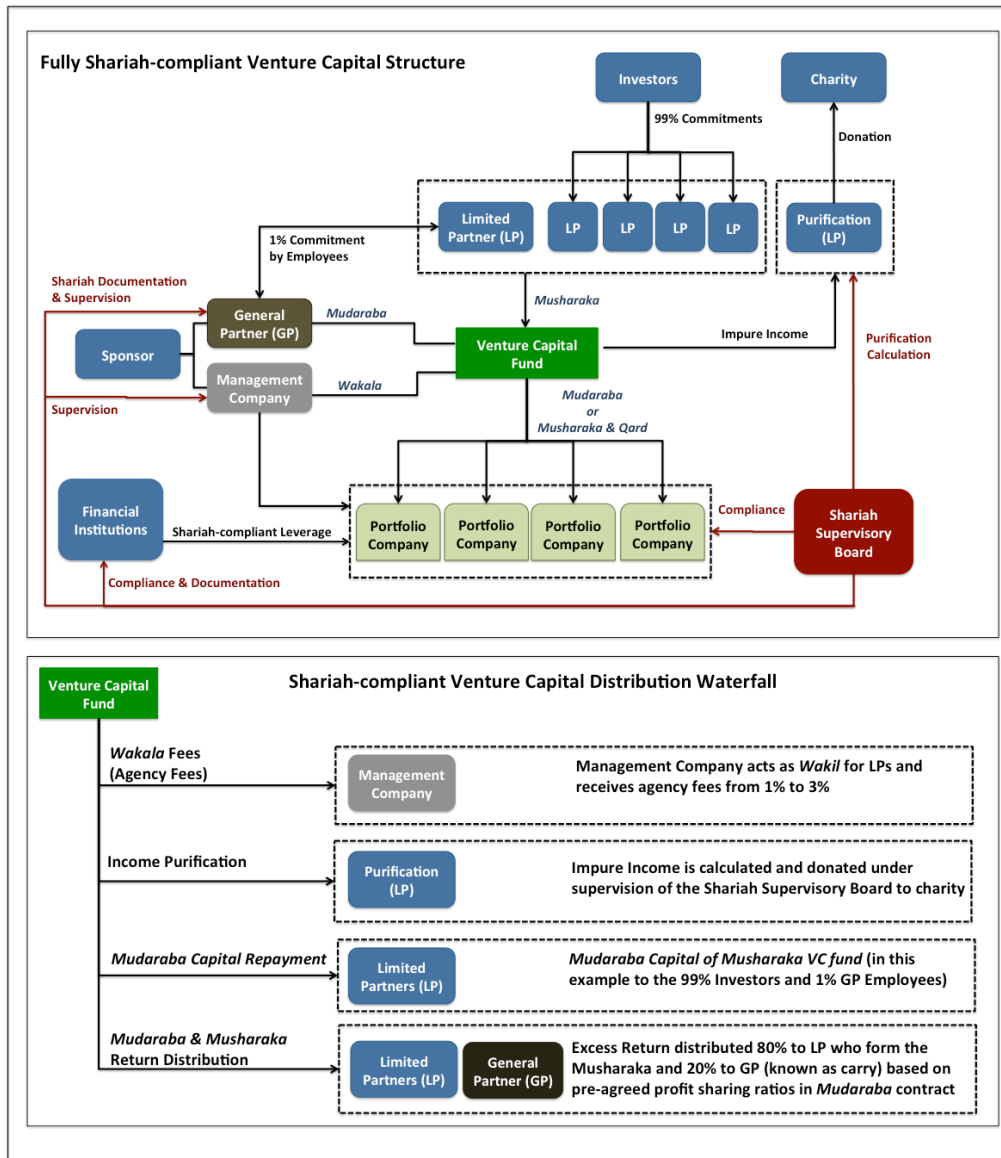 Fully Shariah-compliant Venture Capital Structure
Investors
Charity
99% Commitments
Donation
Limited
Partner (LP)
LP
LP
LP
LP
Purification
(LP)
1% Commitment
by Employees
Shariah Documentation
& Supervision
General
Partner (GP)
Mudaraba
Musharaka
Sponsor
Venture Capital
Fund
Impure Income
Purification
Calculation
Management
Company
Wakala
Supervision
Mudaraba
or
Musharaka & Qard
Financial
Institutions
Shariah-compliant Leverage
Portfolio
Company
Portfolio
Company
Portfolio
Company
Portfolio
Company
Compliance
Shariah
Supervisory
Board
Compliance & Documentation
Venture Capital
Fund
Shariah-compliant Venture Capital Distribution Waterfall
Wakala Fees
(Agency Fees)
Management
Company
Management Company acts as Wakil for LPs and
receives agency fees from 1% to 3%
Income Purification
Purification
(LP)
Impure Income is calculated and donated under
supervision of the Shariah Supervisory Board to charity
Mudaraba Capital Repayment
Limited
Partners (LP)
Mudaraba Capital of Musharaka VC fund (in this
example to the 99% Investors and 1% GP Employees)
Mudaraba & Musharaka
Return Distribution
Limited
Partners (LP)
General
Partner (GP)
Excess Return distributed 80% to LP who form the
Musharaka and 20% to GP (known as carry) based on
pre-agreed profit sharing ratios in Mudaraba contract